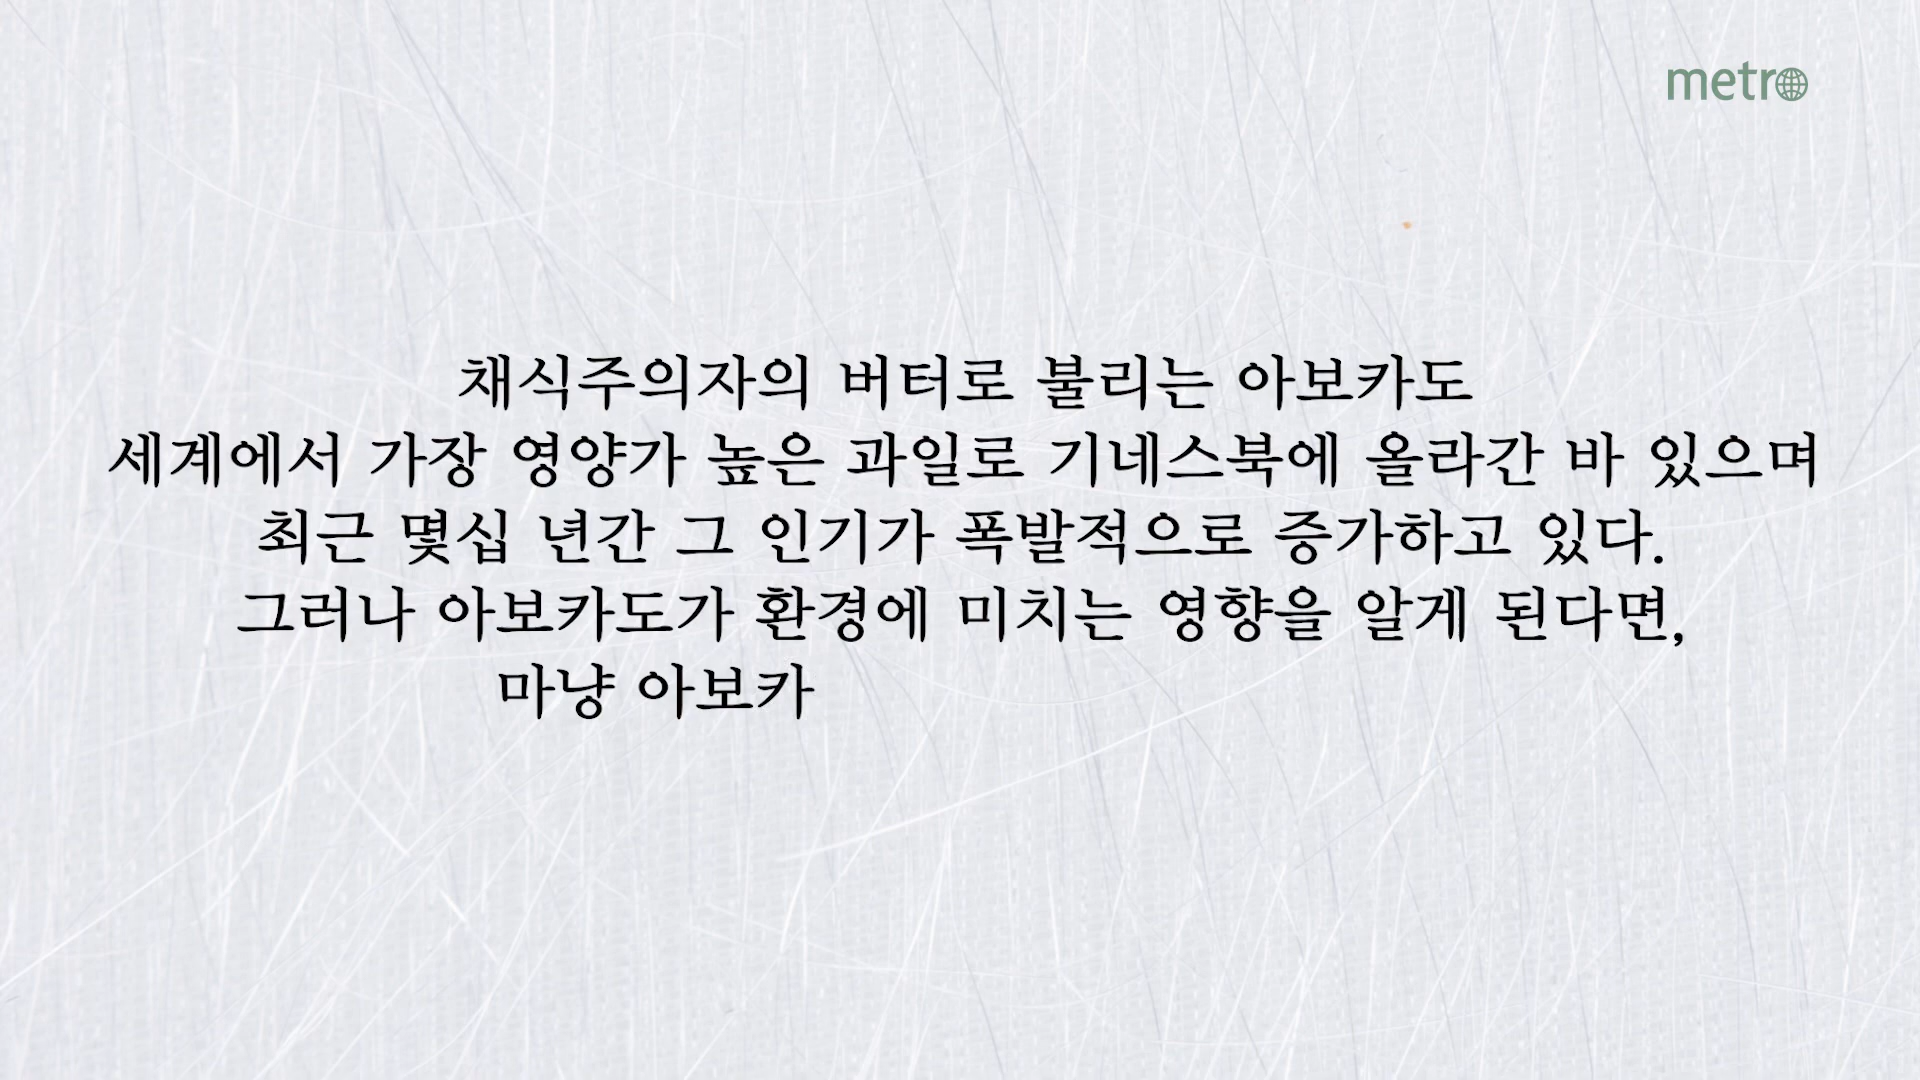 metro
채식주의자의 버터로 불리는 아보카도
세계에서 가장 영양가 높은 과일로 기네스북에 올라간 바 있으며
최근 몇십 년간 그 인기가 폭발적으로 증가하고 있다.
그러나 아보카도가 환경에 미치는 영향을 알게 된다면,
마냥 아보카